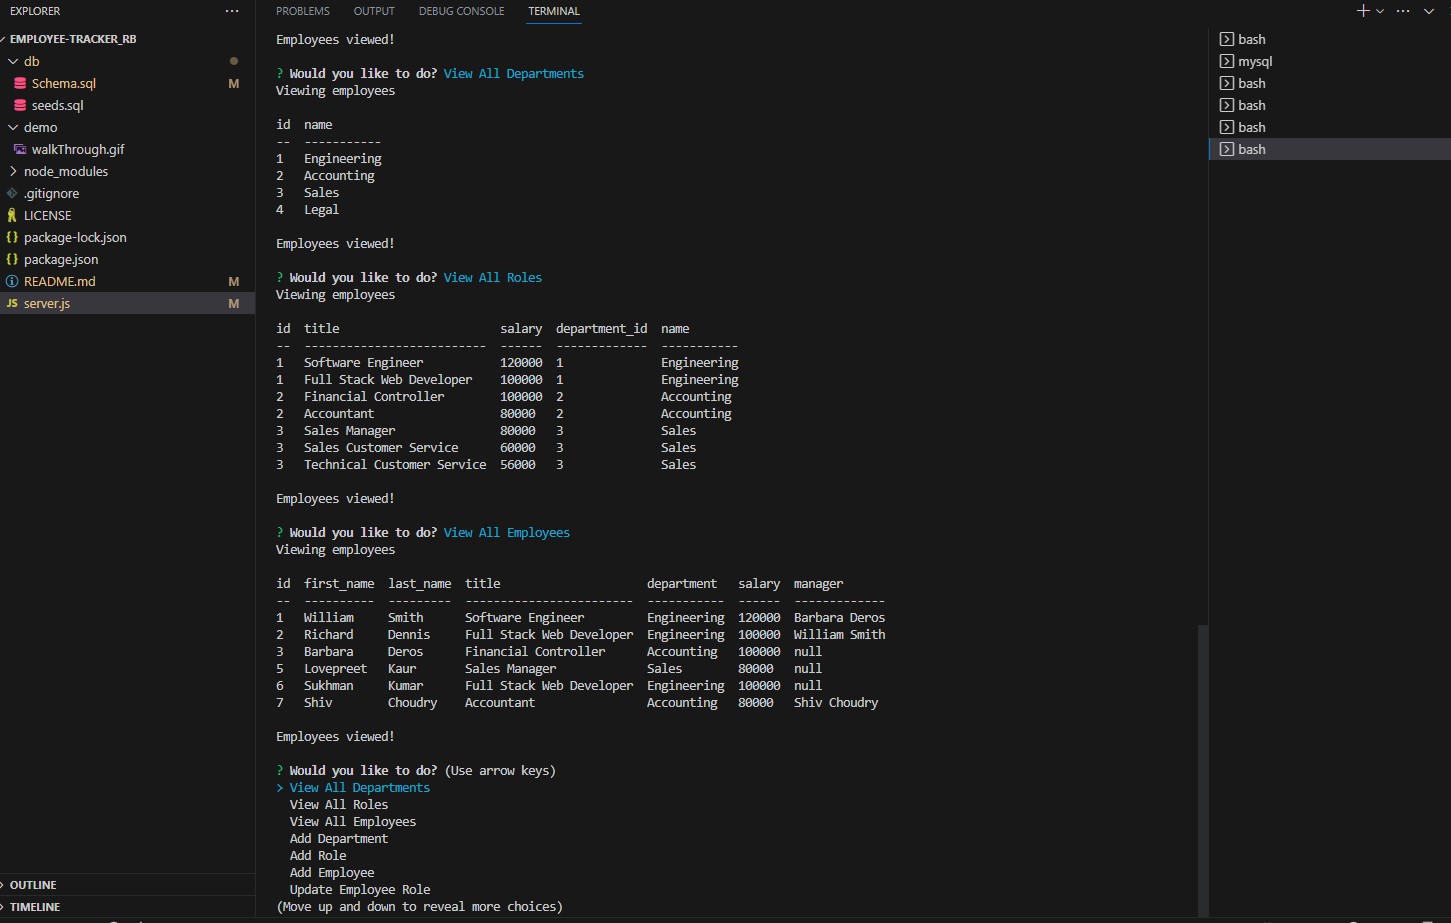 EXPLORER
EMPLOYEE-TRACKER_RB
db
Schema.sql M
seeds.sql
demo
walkThrough.gif
node_modules
.gitignore
LICENSE
package-lock.json
package.json
README.md M
JS server.js M
OUTLINE
TIMELINE
PROBLEMS OUTPUT DEBUG CONSOLE TERMINAL
Employees viewed!
? Would you like to do? View All Departments
Viewing employees
id name
-- -----------
1 Engineering
2 Accounting
3 Sales
4 Legal
Employees viewed!
? Would you like to do? View All Roles
Viewing employees
id title salary department_id name
-- -------------------------- ------ ------------- -----------
1 Software Engineer 120000 1 Engineering
1 Full Stack Web Developer 100000 1 Engineering
2 Financial Controller 100000 2 Accounting
2 Accountant 80000 2 Accounting
3 Sales Manager 80000 3 Sales
3 Sales Customer Service 60000 3 Sales
3 Technical Customer Service 56000 3 Sales
Employees viewed!
? Would you like to do? View All Employees
Viewing employees
id first_name last_name title department salary manager
-- ---------- --------- ------------------------ ----------- ------ -------------
1 William Smith Software Engineer Engineering 120000 Barbara Deros
2 Richard Dennis Full Stack Web Developer Engineering 100000 William Smith
3 Barbara Deros Financial Controller Accounting 100000 null
5 Lovepreet Kaur Sales Manager Sales 80000 null
6 Sukhman Kumar Full Stack Web Developer Engineering 100000 null
7 Shiv Choudry Accountant Accounting 80000 Shiv Choudry
Employees viewed!
? Would you like to do? (Use arrow keys)
> View All Departments
View All Roles
View All Employees
Add Department
Add Role
Add Employee
Update Employee Role
(Move up and down to reveal more choices)
bash
mysql
bash
bash
bash
bash